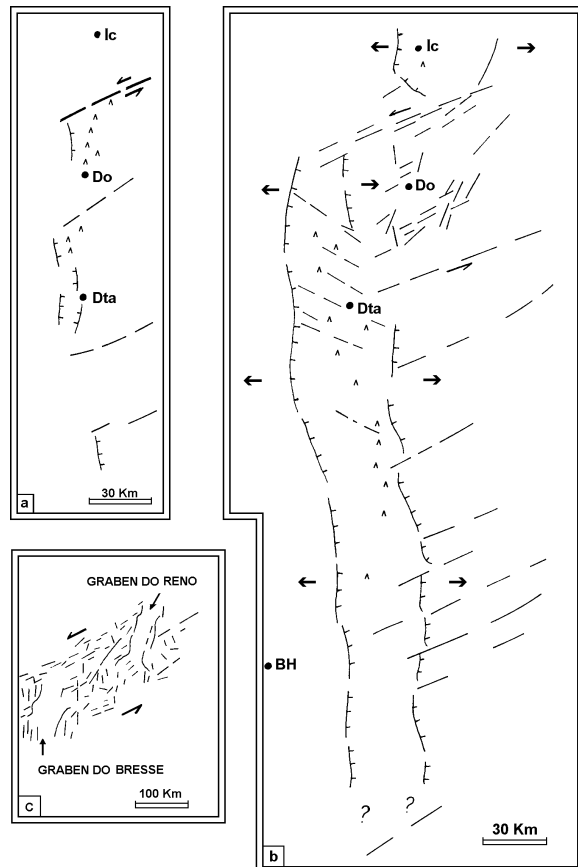 Ic
Do
Dta
30 Km
a
Ic
Do
Dta
BH
? ?
30 Km
b
GRABEN DO RENO
GRABEN DO BRESSE
100 Km
c